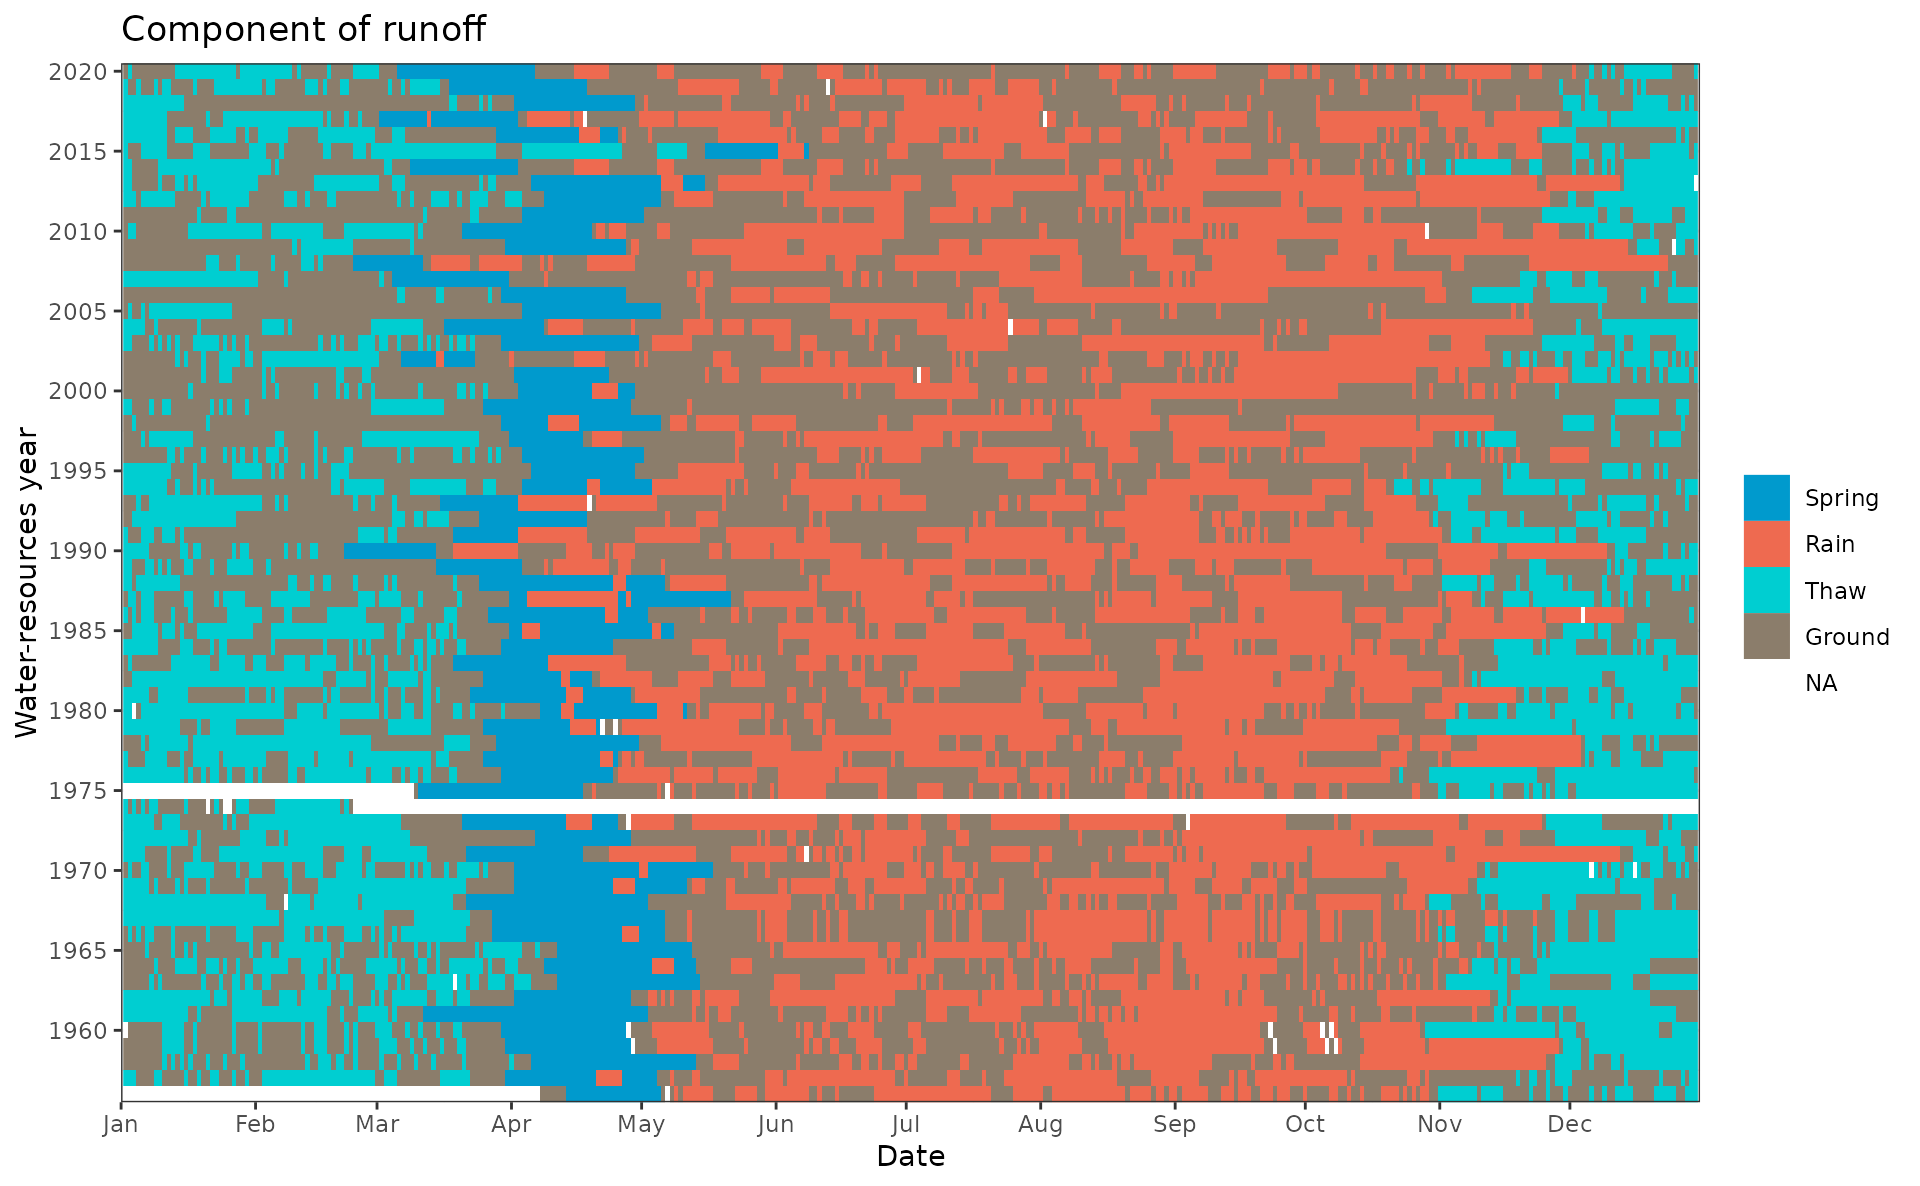 Component of runoff
Water-resources year
2020
2015
2010
2005
2000
1995
1990
1985
1980
1975
1970
1965
1960
Jan Feb Mar Apr May Jun Jul Aug Sep Oct Nov Dec
Date
Spring
Rain
Thaw
Ground
NA